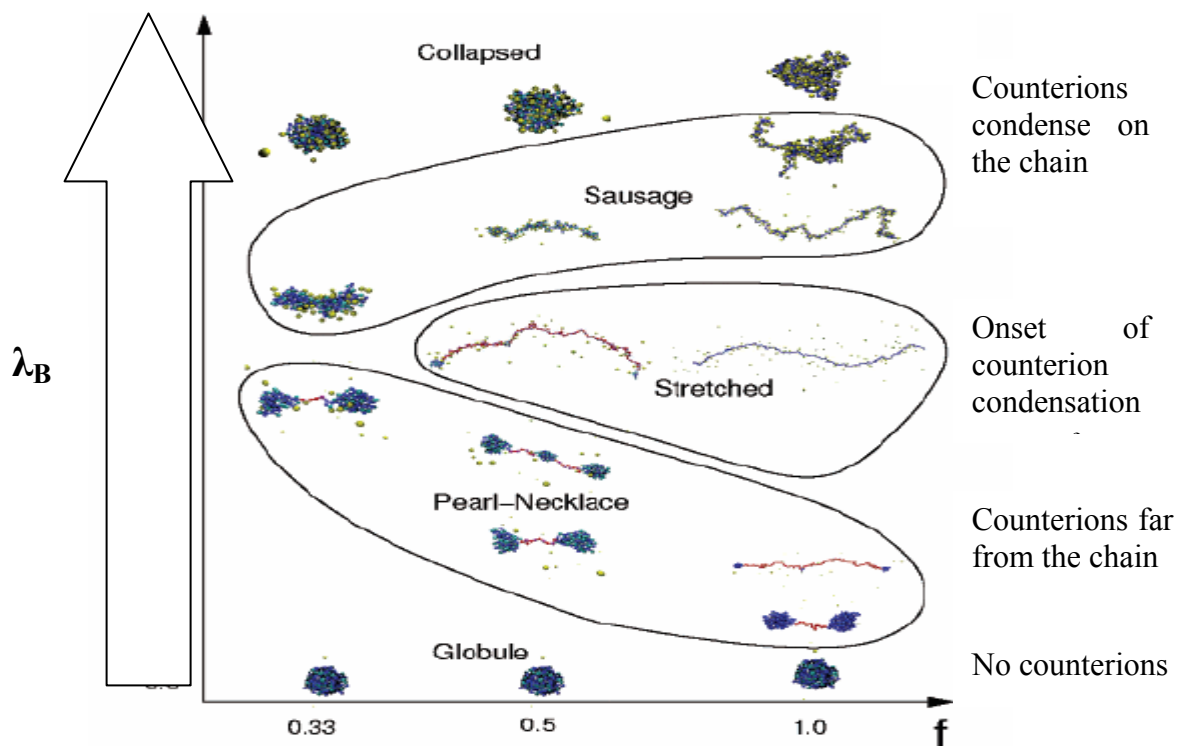 Collapsed
Counterions
condense on
the chain
Sausage
λB
Onset of
counterion
condensation
Stretched
Pearl–Necklace
Counterions far
from the chain
Globule
No counterions
0.33
0.5
1.0
f